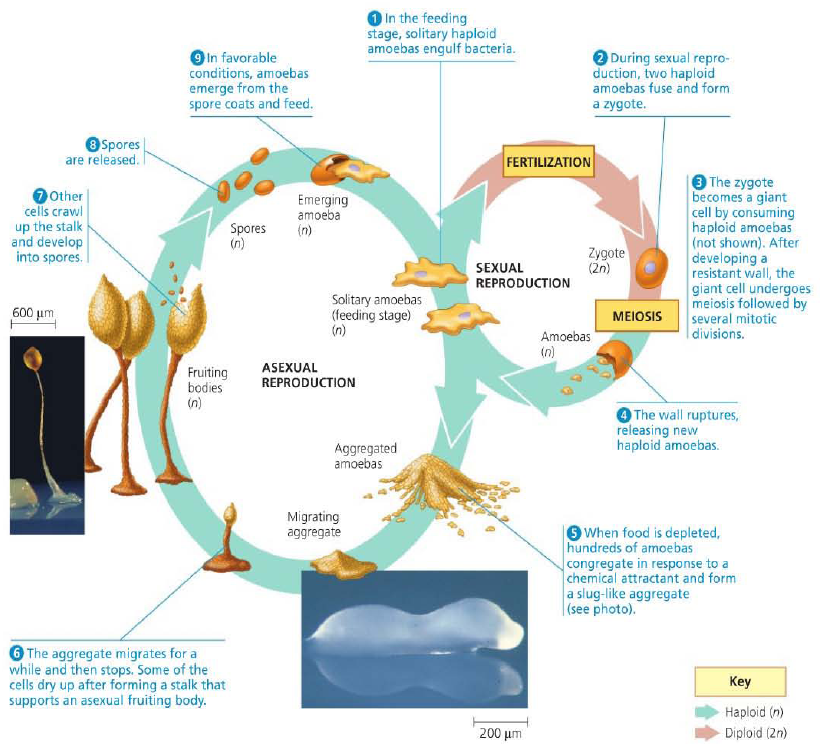 1 In the feeding
stage, solitary haploid
amoebas engulf bacteria.
2 During sexual repro-
duction, two haploid
amoebas fuse and form
a zygote.
3 The zygote
becomes a giant
cell by consuming
haploid amoebas
(not shown). After
developing a
resistant wall, the
giant cell undergoes
meiosis followed by
several mitotic
divisions.
4 The wall ruptures,
releasing new
haploid amoebas.
5 When food is depleted,
hundreds of amoebas
congregate in response to a
chemical attractant and form
a slug-like aggregate
(see photo).
6 The aggregate migrates for a
while and then stops. Some of the
cells dry up after forming a stalk that
supports an asexual fruiting body.
7 Other
cells crawl
up the stalk
and develop
into spores.
8 Spores
are released.
9 In favorable
conditions, amoebas
emerge from the
spore coats and feed.
FERTILIZATION
Zygote
(2n)
MEIOSIS
SEXUAL
REPRODUCTION
Amoebas
(n)
Solitary amoebas
(feeding stage)
(n)
Emerging
amoeba
(n)
Spores
(n)
Fruiting
bodies
(n)
ASEXUAL
REPRODUCTION
Aggregated
amoebas
Migrating
aggregate
600 µm
200 µm
Key
Haploid (n)
Diploid (2n)